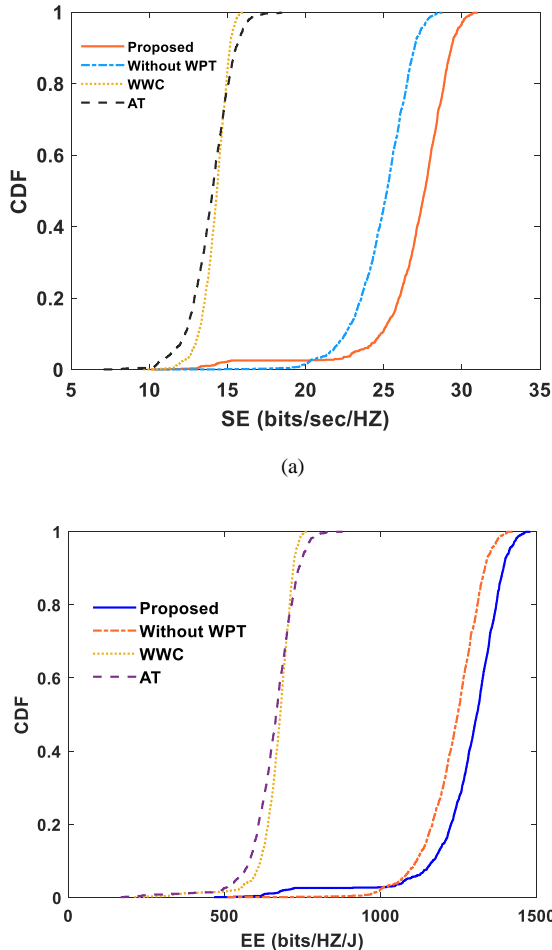 1
0.8
0.6
0.4
0.2
0
CDF
Proposed
Without WPT
WWC
AT
5 10 15 20 25 30 35
SE (bits/sec/HZ)
(a)
1
0.8
0.6
0.4
0.2
0
CDF
Proposed
Without WPT
WWC
AT
0 500 1000 1500
EE (bits/HZ/J)